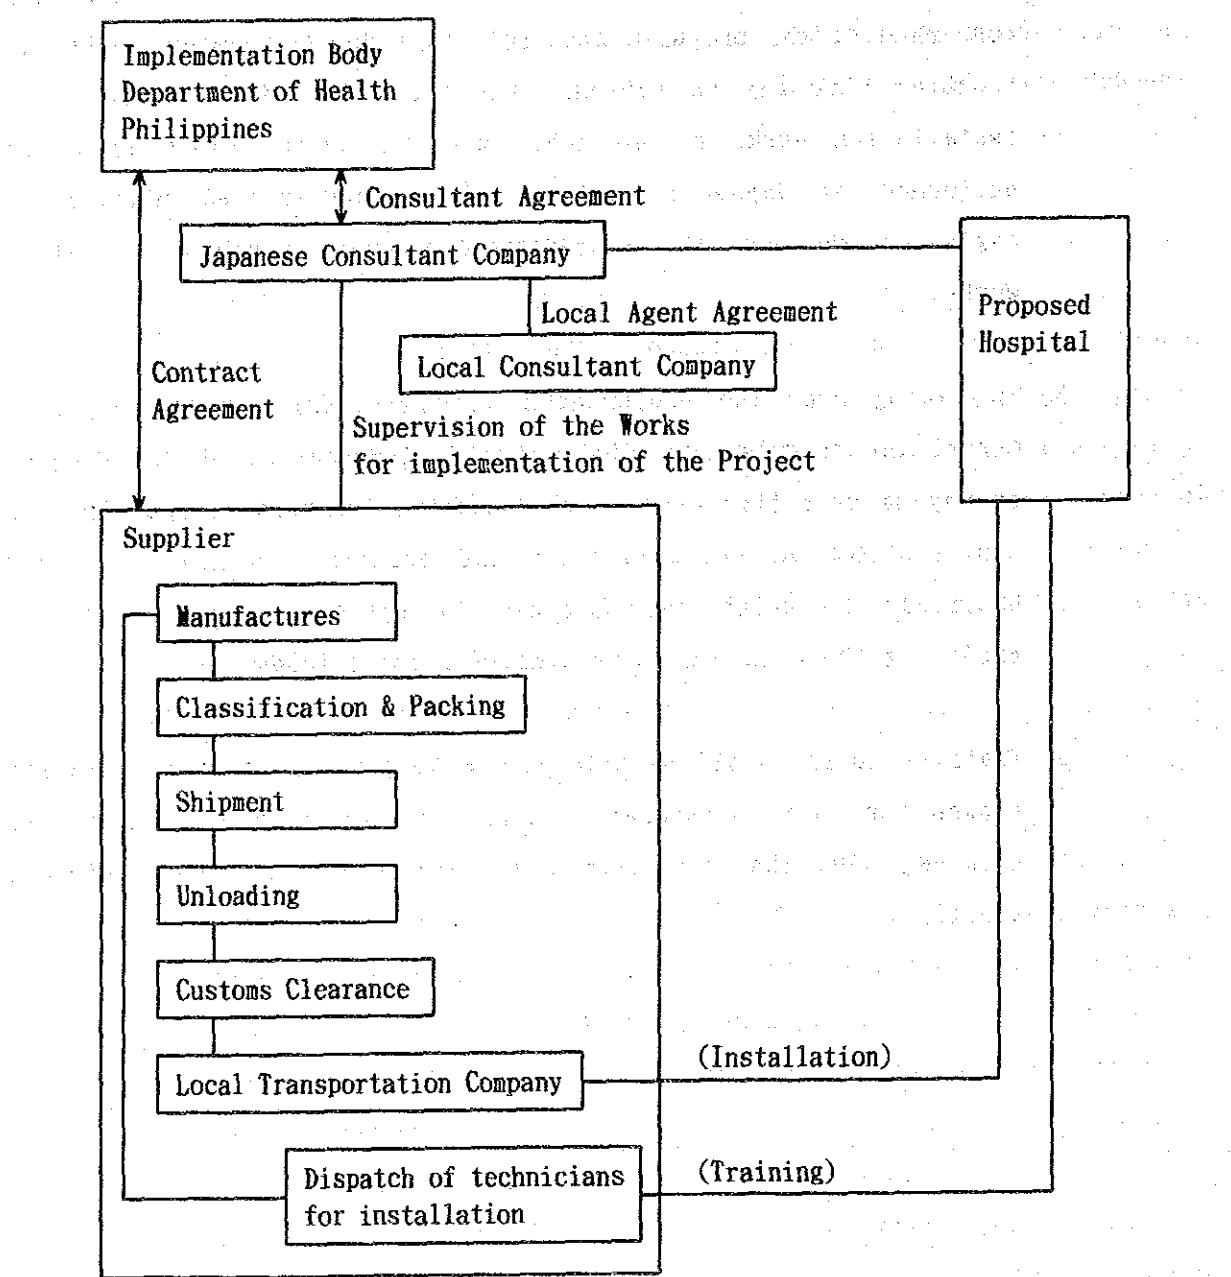 Implementation Body
Department of Health
Philippines
Consultant Agreement
Japanese Consultant Company
Local Agent Agreement
Proposed
Hospital
Local Consultant Company
Contract
Agreement
Supervision of the Works
for implementation of the Project
Supplier
Manufactures
Classification & Packing
Shipment
Unloading
Customs Clearance
Local Transportation Company
(Installation)
Dispatch of technicians
for installation
(Training)